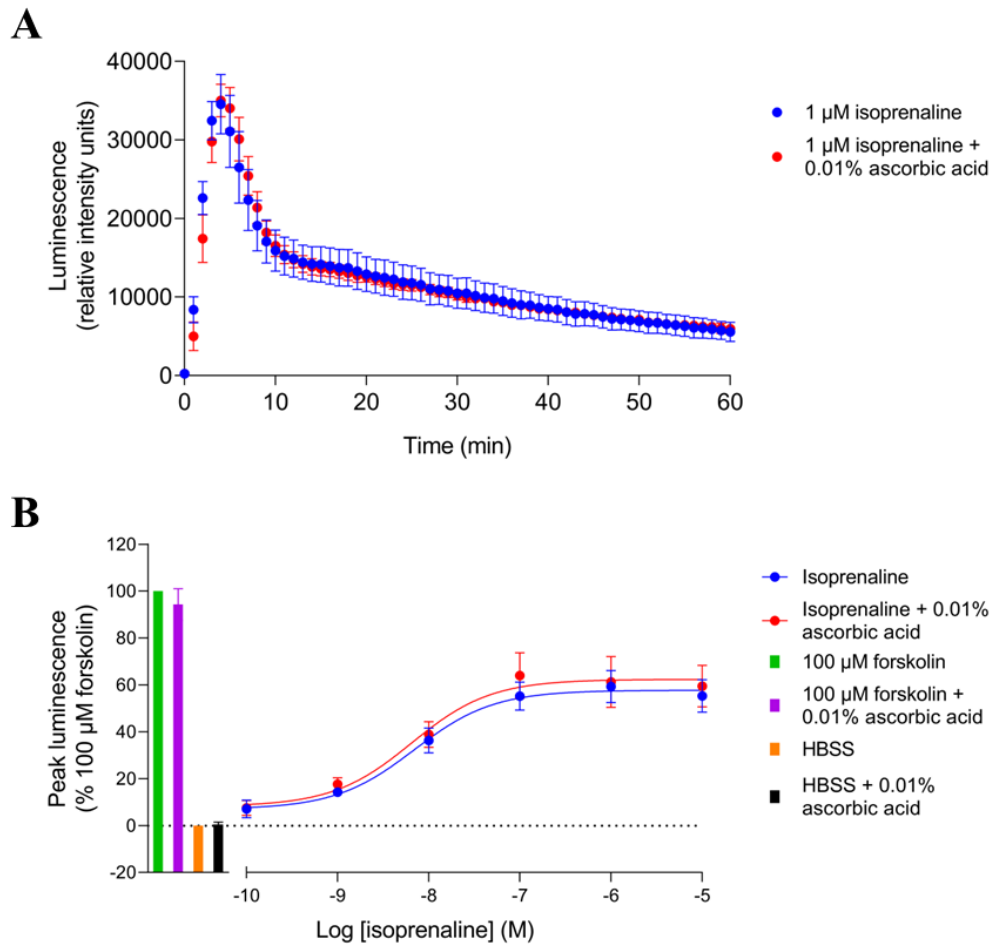 A
40000
30000
20000
10000
0
Luminescence
(relative intensity units)
0 10 20 30 40 50 60
Time (min)
1 µM isoprenaline
1 µM isoprenaline +
0.01% ascorbic acid
B
120
100
80
60
40
20
0
-20
Peak luminescence
(% 100 µM forskolin)
-10 -9 -8 -7 -6 -5
Log [isoprenaline] (M)
Isoprenaline
Isoprenaline + 0.01%
ascorbic acid
100 µM forskolin
100 µM forskolin +
0.01% ascorbic acid
HBSS
HBSS + 0.01%
ascorbic acid